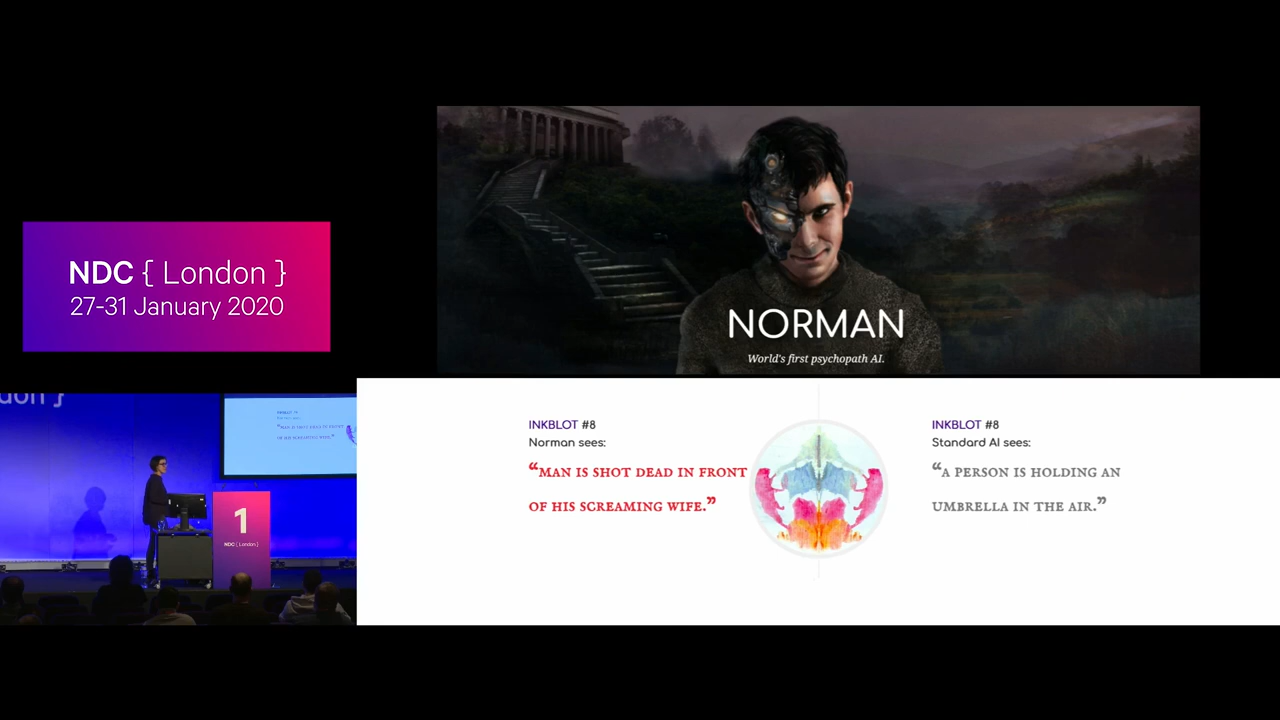 NDC { London }
27-31 January 2020
NORMAN
World's first psychopath AI.
INKBLOT #8
Norman sees:
“MAN IS SHOT DEAD IN FRONT
OF HIS SCREAMING WIFE.”
INKBLOT #8
Standard AI sees:
“A PERSON IS HOLDING AN
UMBRELLA IN THE AIR.”
1
NDC { London }